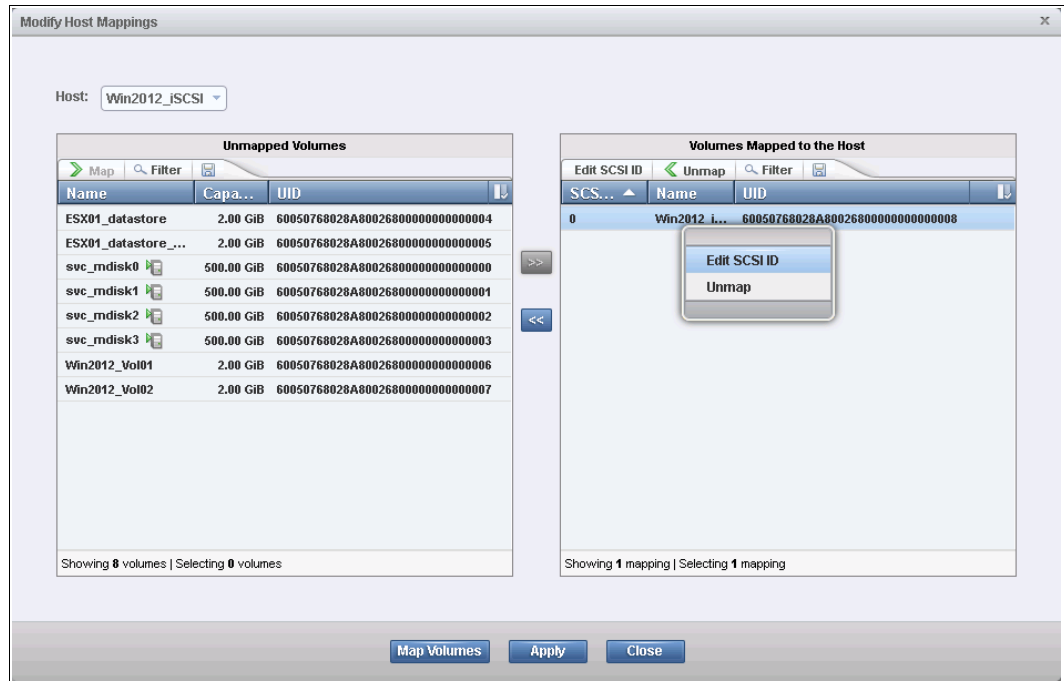 Modify Host Mappings x
Host: Win2012_iSCSI
Unmapped Volumes
Map Filter
Name Capa... UID
ESX01_datastore 2.00 GiB 60050768028A80026800000000000004
ESX01_datastore_... 2.00 GiB 60050768028A80026800000000000005
svc_mdisk0 500.00 GiB 60050768028A80026800000000000000
svc_mdisk1 500.00 GiB 60050768028A80026800000000000001
svc_mdisk2 500.00 GiB 60050768028A80026800000000000002
svc_mdisk3 500.00 GiB 60050768028A80026800000000000003
Win2012_Vol01 2.00 GiB 60050768028A80026800000000000006
Win2012_Vol02 2.00 GiB 60050768028A80026800000000000007
Showing 8 volumes | Selecting 0 volumes
>>
<<
Volumes Mapped to the Host
Edit SCSI ID Unmap Filter
SCS... Name UID
0 Win2012_i... 60050768028A80026800000000000008
Edit SCSI ID
Unmap
Showing 1 mapping | Selecting 1 mapping
Map Volumes Apply Close